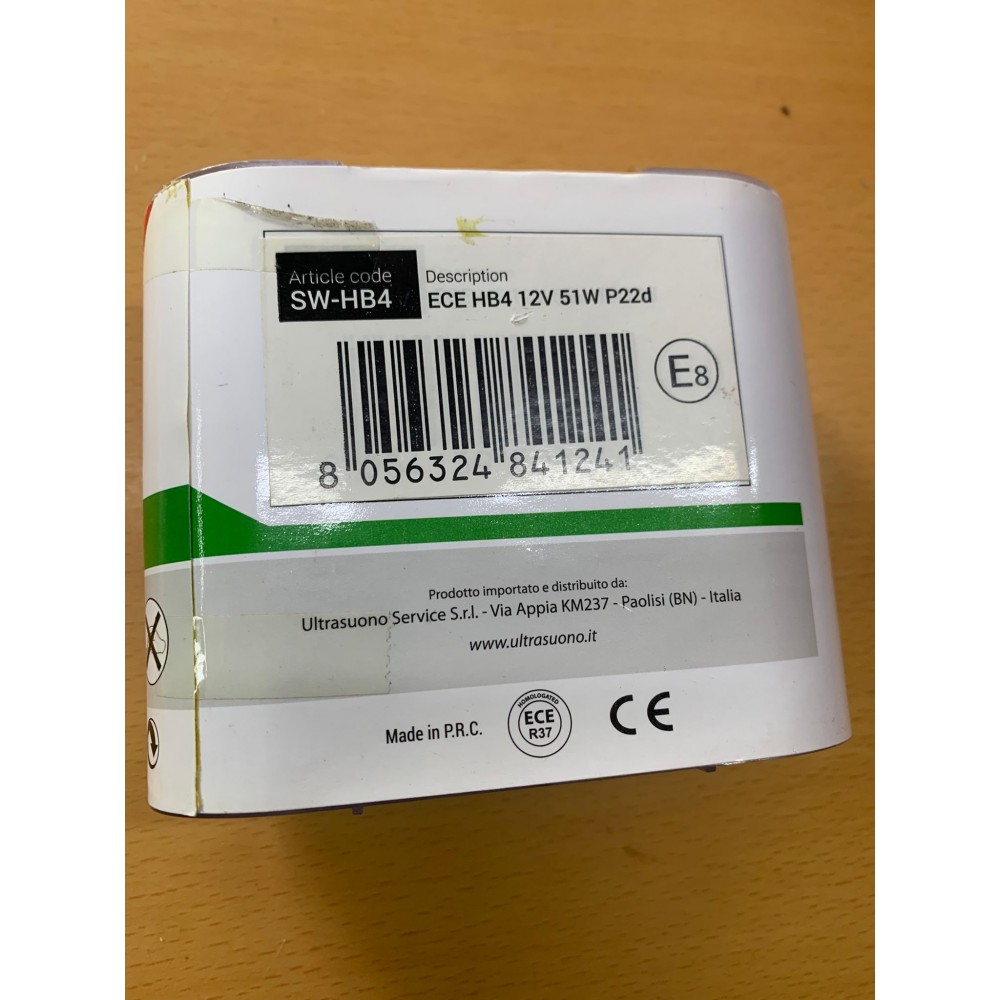 Article code
SW-HB4
Description
ECE HB4 12V 51W P22d
E8
8 056324 841241
Prodotto importato e distribuito da:
Ultrasuono Service S.r.l. - Via Appia KM237 - Paolisi (BN) - Italia
www.ultrasuono.it
Made in P.R.C.
HOMOLOGATED
ECE
R37
CE